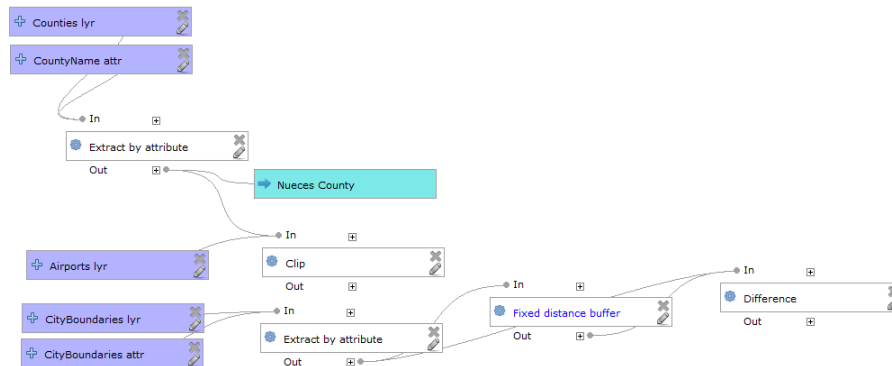 Counties lyr
CountyName attr
In
Extract by attribute
Out
Nueces County
In
Airports lyr
Clip
Out
In
CityBoundaries lyr
Extract by attribute
CityBoundaries attr
Out
In
Fixed distance buffer
Out
In
Difference
Out